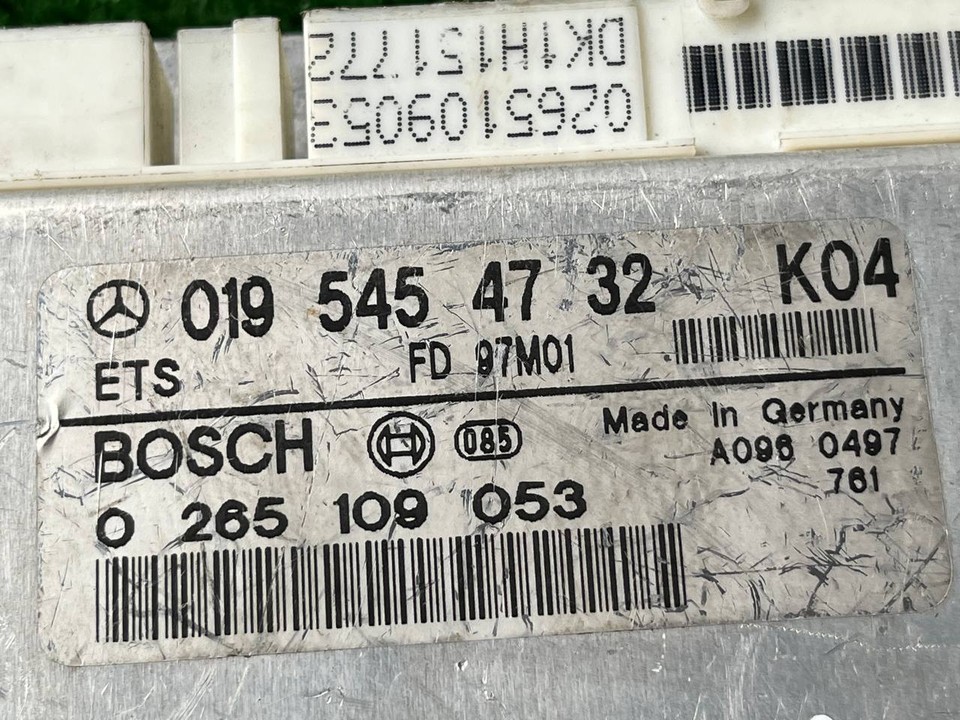 DK1H151772
0265109053
019 545 47 32 K04
ETS FD 97M01
BOSCH 085 Made In Germany
A096 0497
0 265 109 053 761